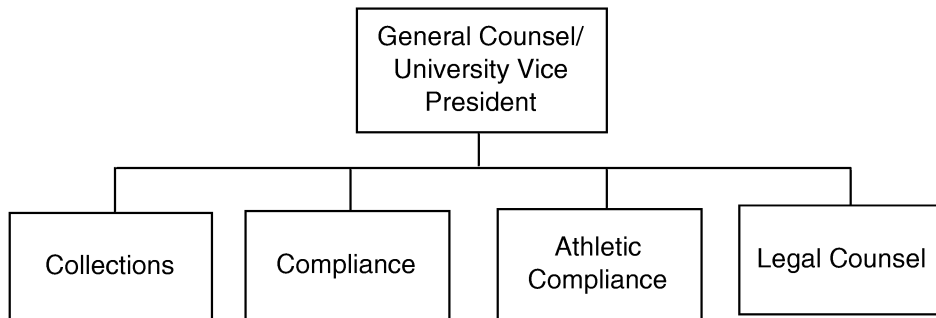 General Counsel/
University Vice
President
Collections
Compliance
Athletic
Compliance
Legal Counsel